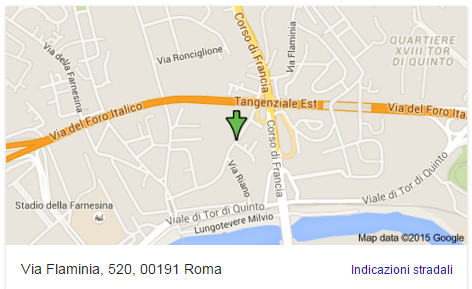 Via della Farnesina
Via Ronciglione
Corso di Francia
Via Flaminia
QUARTIERE
XVIII TOR
DI QUINTO
Tangenziale Est
Via del Foro Italico
Via del Foro Ita
Via Riano
Corso di Francia
Stadio della Farnesina
Viale di Tor di Quinto
Viale di Tor di Quinto
Lungotevere Milvio
Map data ©2015 Google
Via Flaminia, 520, 00191 Roma
Indicazioni stradali